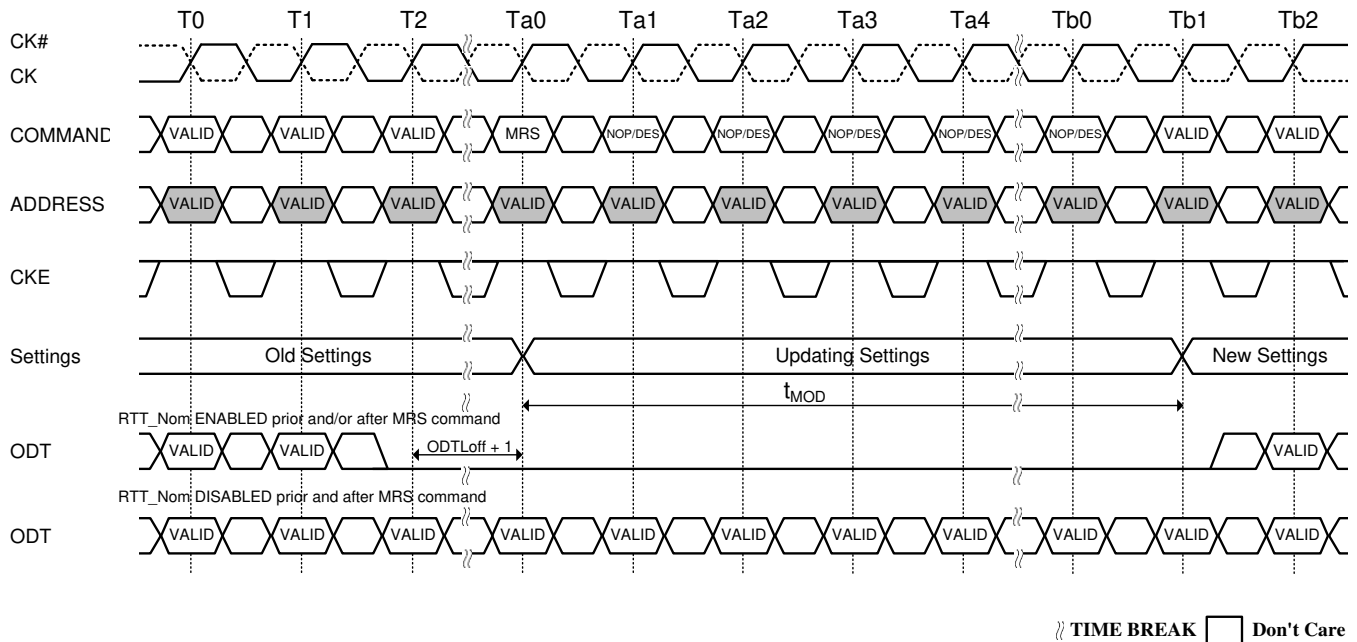 T0 T1 T2 Ta0 Ta1 Ta2 Ta3 Ta4 Tb0 Tb1 Tb2
CK#
CK
COMMAND VALID VALID VALID MRS NOP/DES NOP/DES NOP/DES NOP/DES NOP/DES VALID VALID
ADDRESS VALID VALID VALID VALID VALID VALID VALID VALID VALID VALID VALID
CKE
Settings Old Settings Updating Settings New Settings
tMOD
RTT_Nom ENABLED prior and/or after MRS command
ODT VALID VALID ODTLoff + 1 VALID
RTT_Nom DISABLED prior and after MRS command
ODT VALID VALID VALID VALID VALID VALID VALID VALID VALID VALID VALID
TIME BREAK Don't Care